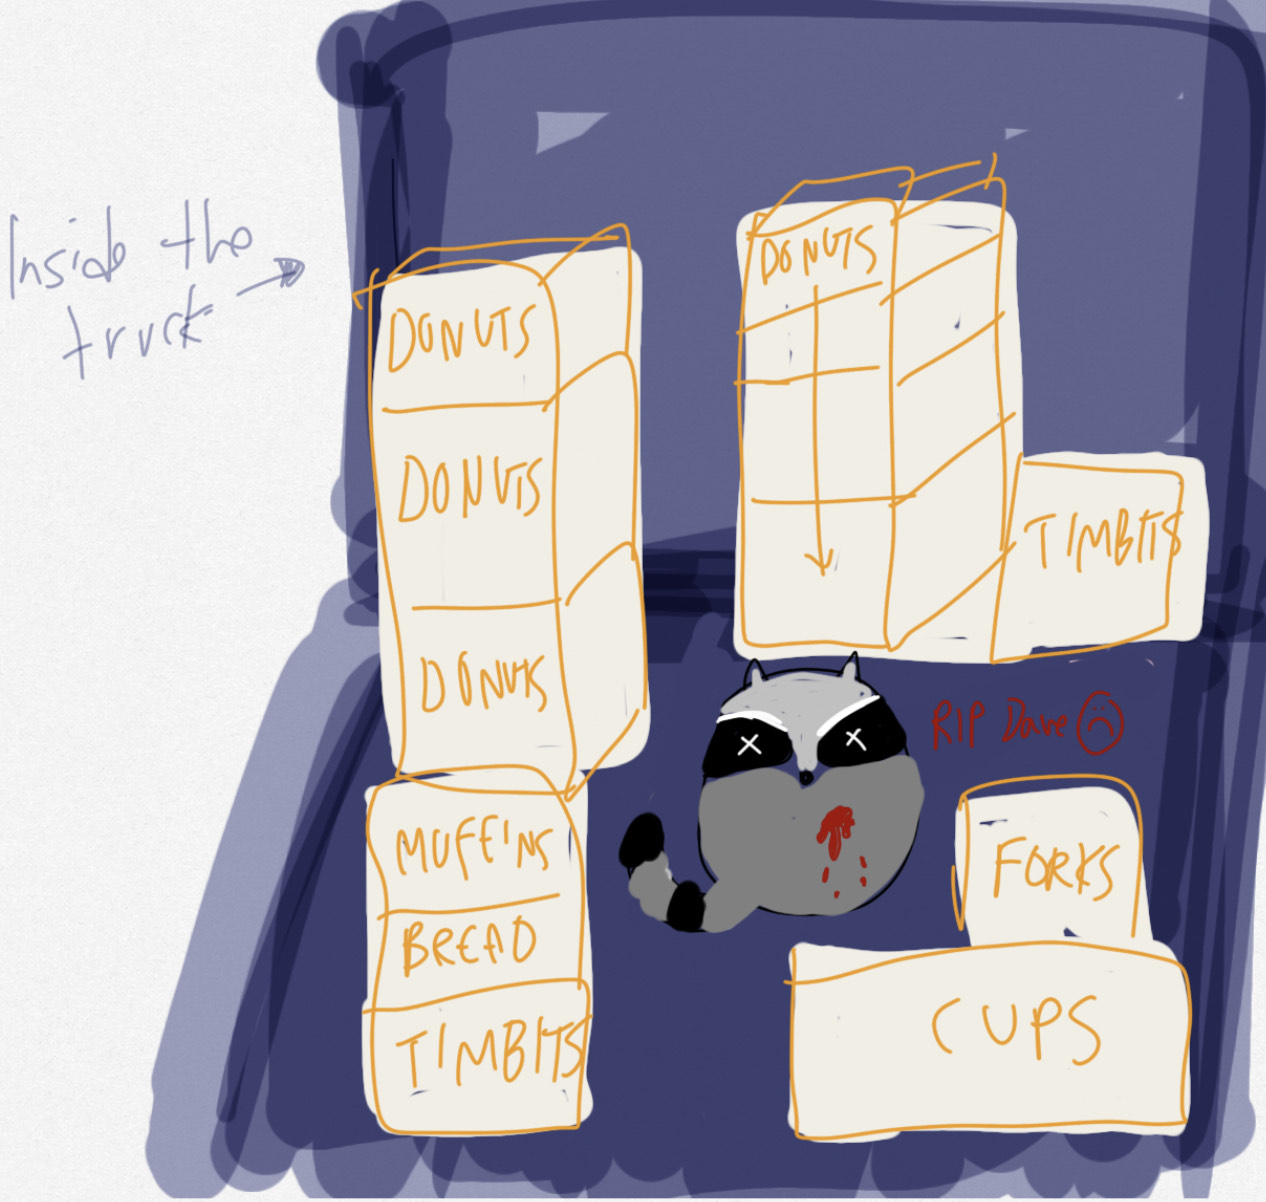 Inside the
truck
DONUTS
DONUTS
DONUTS
MUFFINS
BREAD
TIMBITS
DONUTS
TIMBITS
RIP Dave
FORKS
CUPS